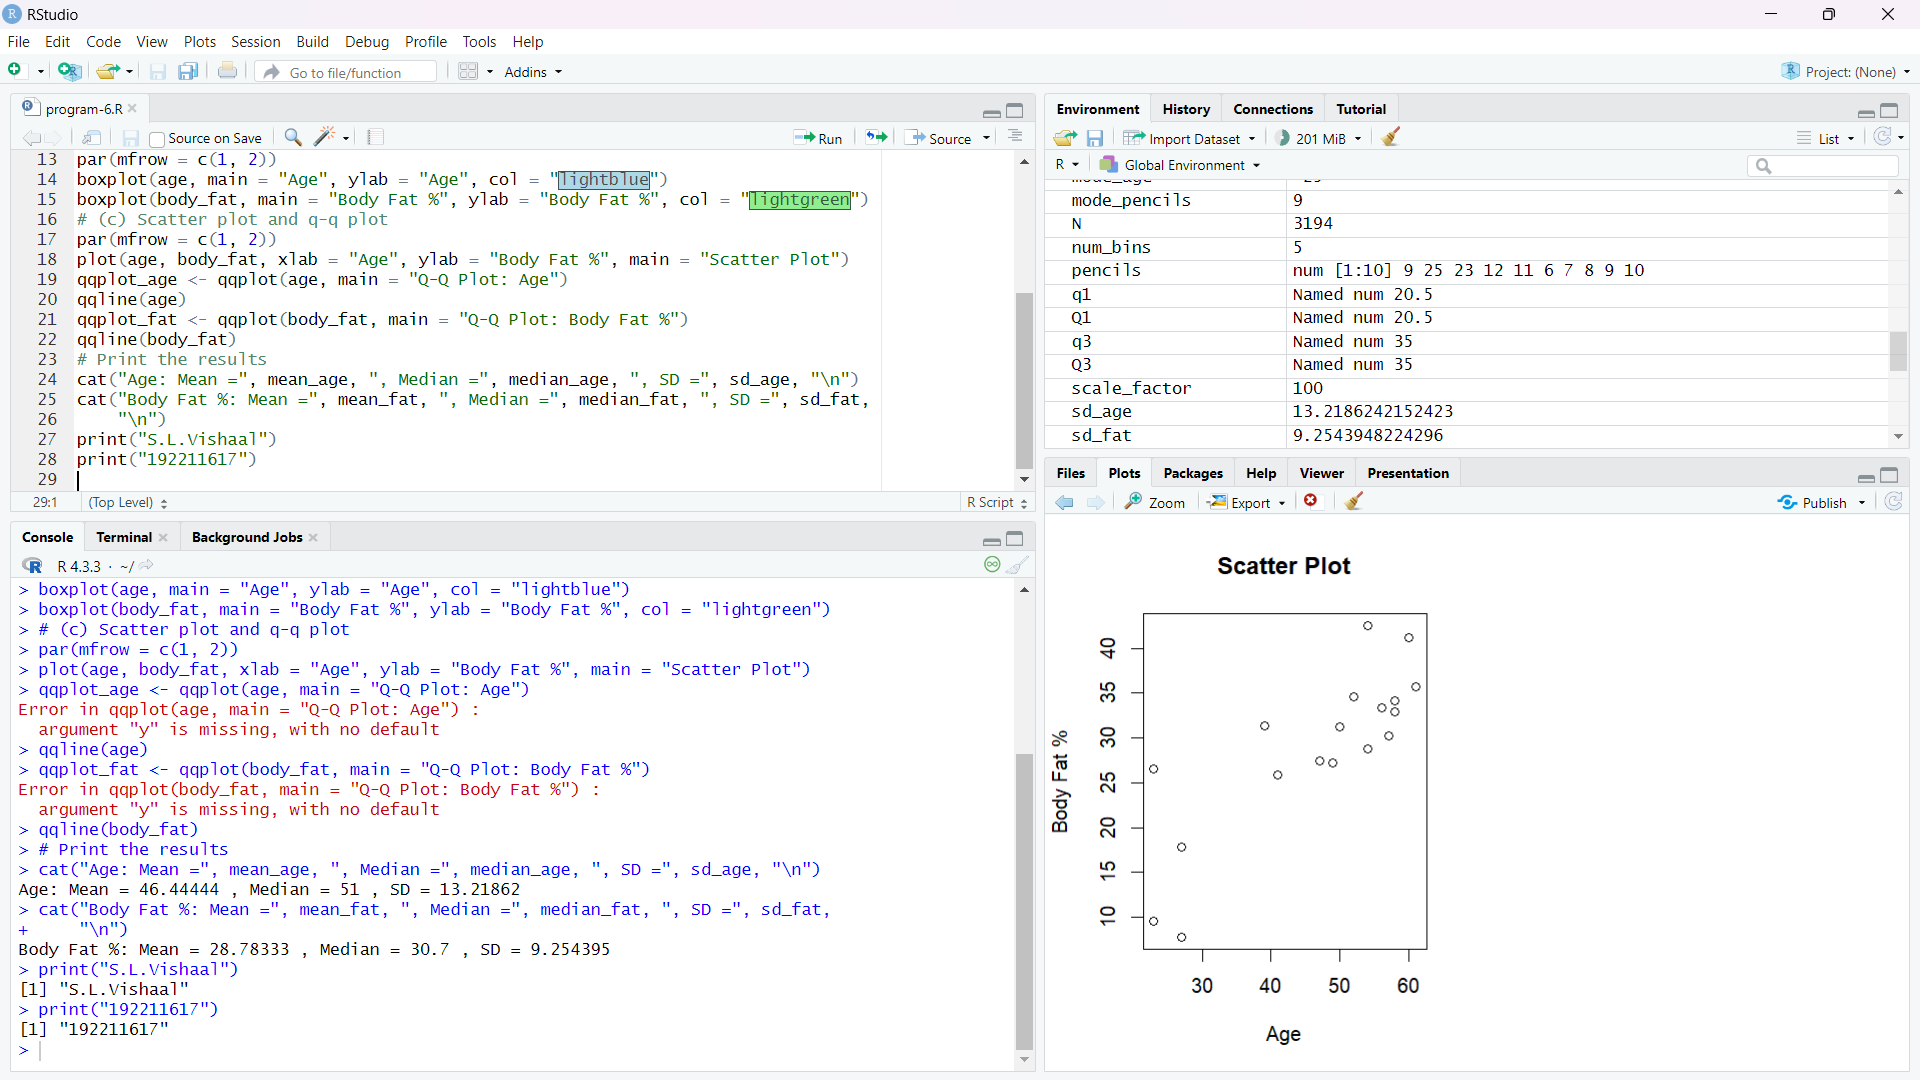 RStudio
File Edit Code View Plots Session Build Debug Profile Tools Help
Go to file/function Addins Project: (None)
program-6.R
Source on Save Run Source
13 par(mfrow = c(1, 2))
14 boxplot(age, main = "Age", ylab = "Age", col = "lightblue")
15 boxplot(body_fat, main = "Body Fat %", ylab = "Body Fat %", col = "lightgreen")
16 # (c) Scatter plot and q-q plot
17 par(mfrow = c(1, 2))
18 plot(age, body_fat, xlab = "Age", ylab = "Body Fat %", main = "Scatter Plot")
19 qqplot_age <- qqplot(age, main = "Q-Q Plot: Age")
20 qqline(age)
21 qqplot_fat <- qqplot(body_fat, main = "Q-Q Plot: Body Fat %")
22 qqline(body_fat)
23 # Print the results
24 cat("Age: Mean =", mean_age, ", Median =", median_age, ", SD =", sd_age, "\n")
25 cat("Body Fat %: Mean =", mean_fat, ", Median =", median_fat, ", SD =", sd_fat,
26 "\n")
27 print("S.L.Vishaal")
28 print("192211617")
29
29:1 (Top Level) R Script
Console Terminal Background Jobs
R 4.3.3 · ~/
> boxplot(age, main = "Age", ylab = "Age", col = "lightblue")
> boxplot(body_fat, main = "Body Fat %", ylab = "Body Fat %", col = "lightgreen")
> # (c) Scatter plot and q-q plot
> par(mfrow = c(1, 2))
> plot(age, body_fat, xlab = "Age", ylab = "Body Fat %", main = "Scatter Plot")
> qqplot_age <- qqplot(age, main = "Q-Q Plot: Age")
Error in qqplot(age, main = "Q-Q Plot: Age") :
argument "y" is missing, with no default
> qqline(age)
> qqplot_fat <- qqplot(body_fat, main = "Q-Q Plot: Body Fat %")
Error in qqplot(body_fat, main = "Q-Q Plot: Body Fat %") :
argument "y" is missing, with no default
> qqline(body_fat)
> # Print the results
> cat("Age: Mean =", mean_age, ", Median =", median_age, ", SD =", sd_age, "\n")
Age: Mean = 46.44444 , Median = 51 , SD = 13.21862
> cat("Body Fat %: Mean =", mean_fat, ", Median =", median_fat, ", SD =", sd_fat,
+ "\n")
Body Fat %: Mean = 28.78333 , Median = 30.7 , SD = 9.254395
> print("S.L.Vishaal")
[1] "S.L.Vishaal"
> print("192211617")
[1] "192211617"
>
Environment History Connections Tutorial
Import Dataset 201 MiB List
R Global Environment
mode_pencils 9
N 3194
num_bins 5
pencils num [1:10] 9 25 23 12 11 6 7 8 9 10
q1 Named num 20.5
Q1 Named num 20.5
q3 Named num 35
Q3 Named num 35
scale_factor 100
sd_age 13.2186242152423
sd_fat 9.2543948224296
Files Plots Packages Help Viewer Presentation
Zoom Export Publish
Scatter Plot
Body Fat %
40
35
30
25
20
15
10
30 40 50 60
Age